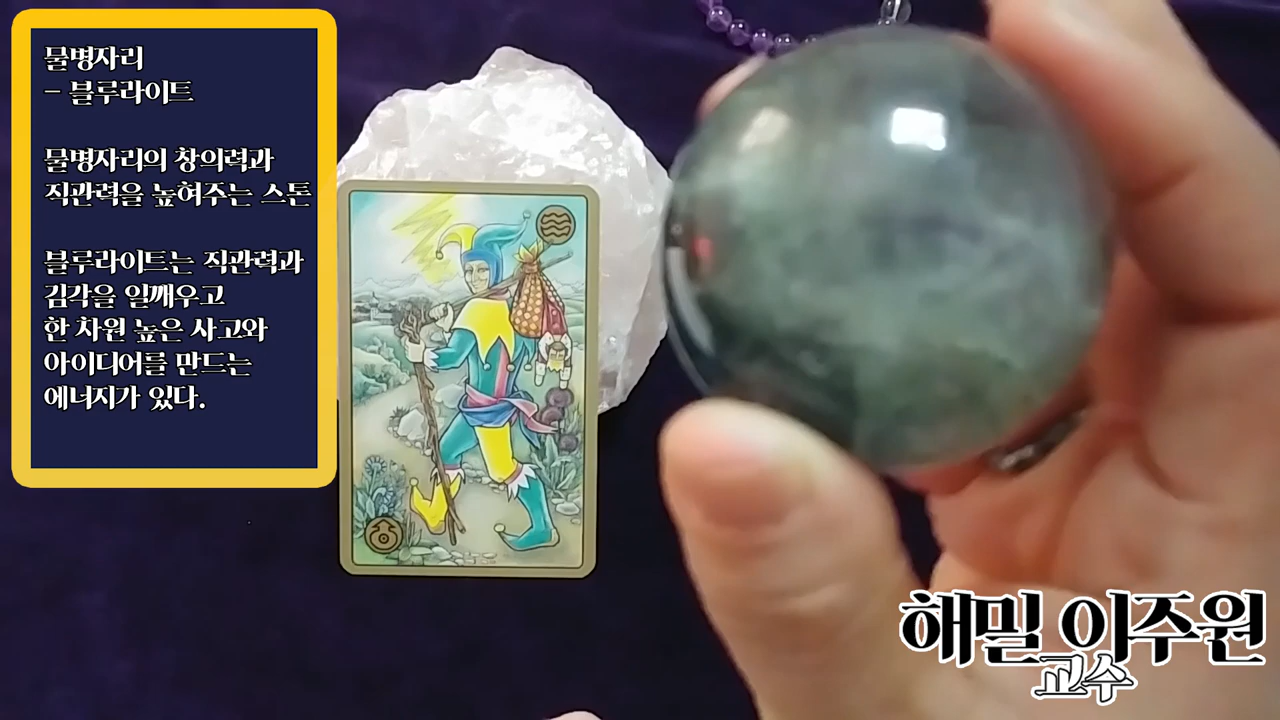 물병자리
- 블루라이트
물병자리의 창의력과
직관력을 높혀주는 스톤
블루라이트는 직관력과
김각을 일깨우고
한 차원 높은 사고와
아이디어를 만드는
에너지가 있다.
해밀 이주원
교수